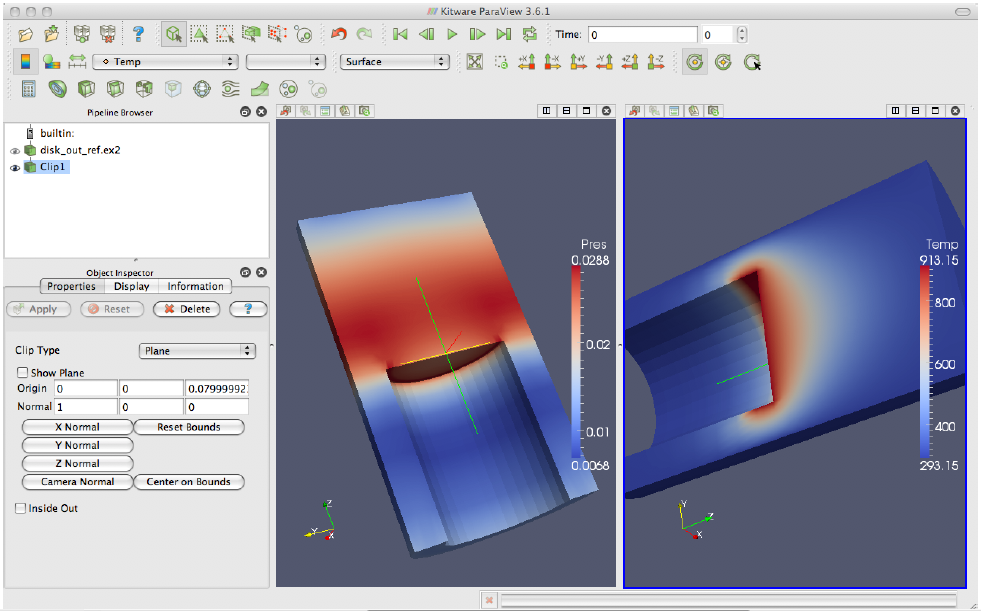 Kitware ParaView 3.6.1
Time: 0 0
Temp Surface
+X -X +Y -Y +Z -Z
Pipeline Browser
builtin:
disk_out_ref.ex2
Clip1
Object Inspector
Properties Display Information
Apply Reset Delete ?
Clip Type Plane
Show Plane
Origin 0 0 0.07999992
Normal 1 0 0
X Normal Reset Bounds
Y Normal
Z Normal
Camera Normal Center on Bounds
Inside Out
Pres
0.0288
0.02
0.01
0.0068
Z
Y
X
Temp
913.15
800
600
400
293.15
Y
Z
X